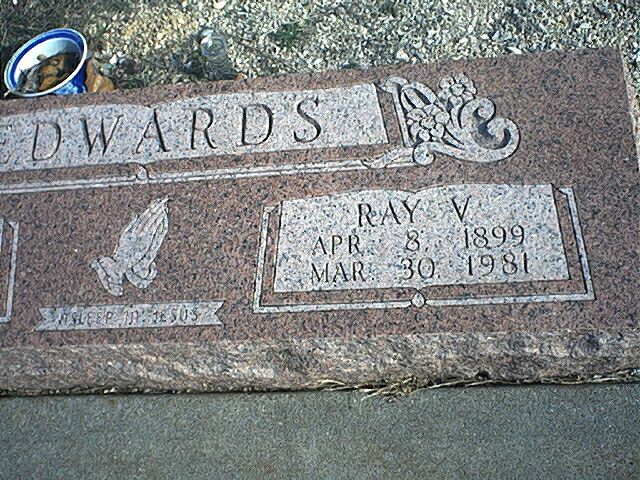 EDWARDS
RAY V
APR 8, 1899
MAR 30, 1981
ASLEEP IN JESUS